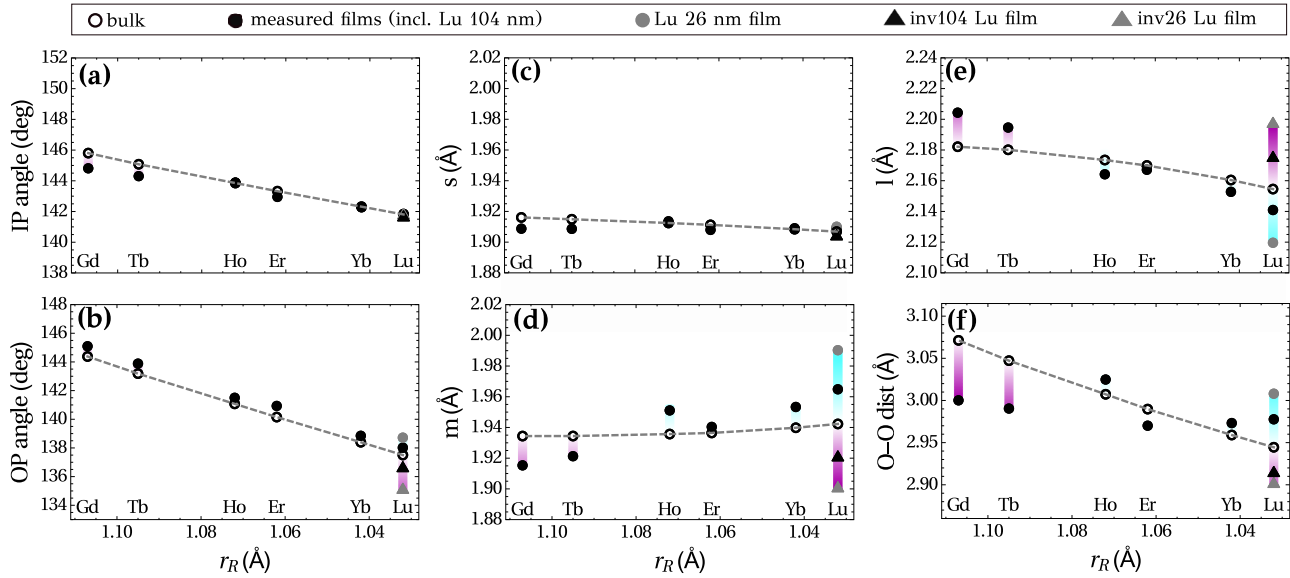 bulk measured films (incl. Lu 104 nm) Lu 26 nm film inv104 Lu film inv26 Lu film
(a)
IP angle (deg)
152
150
148
146
144
142
140
138
Gd Tb Ho Er Yb Lu
(c)
s (Å)
2.02
2.00
1.98
1.96
1.94
1.92
1.90
1.88
Gd Tb Ho Er Yb Lu
(e)
l (Å)
2.24
2.22
2.20
2.18
2.16
2.14
2.12
2.10
Gd Tb Ho Er Yb Lu
(b)
OP angle (deg)
148
146
144
142
140
138
136
134
Gd Tb Ho Er Yb Lu
1.10 1.08 1.06 1.04
rR (Å)
(d)
m (Å)
2.02
2.00
1.98
1.96
1.94
1.92
1.90
1.88
Gd Tb Ho Er Yb Lu
1.10 1.08 1.06 1.04
rR (Å)
(f)
O–O dist (Å)
3.10
3.05
3.00
2.95
2.90
Gd Tb Ho Er Yb Lu
1.10 1.08 1.06 1.04
rR (Å)